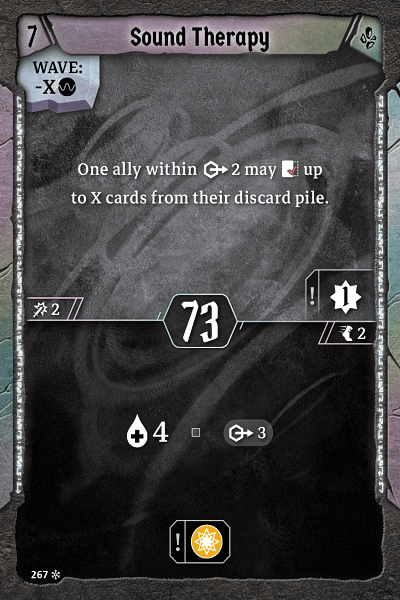 7 Sound Therapy
WAVE:
-X
One ally within 2 may up
to X cards from their discard pile.
! 1
2
73
2
4 3
!
267